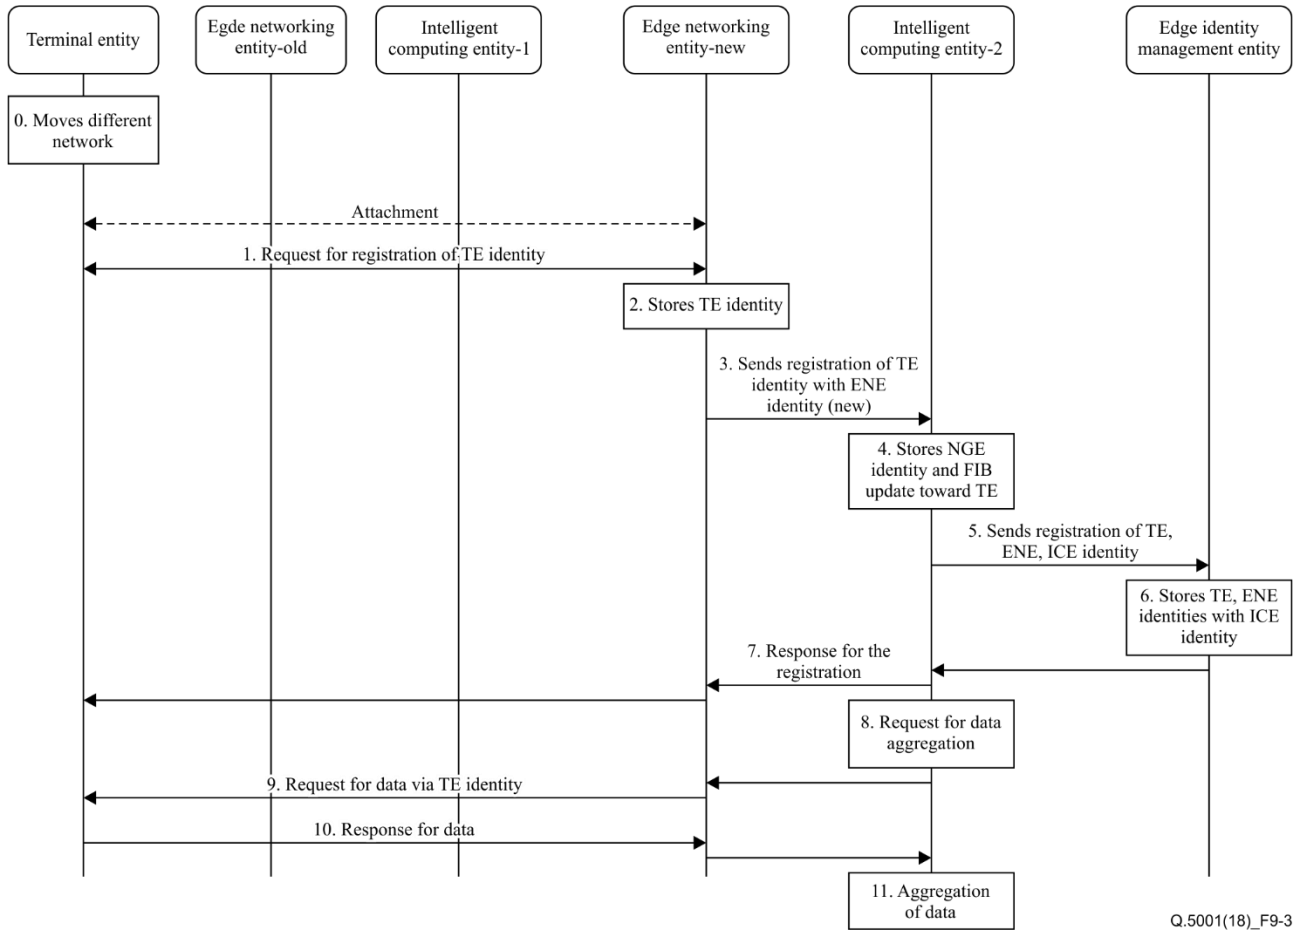 Terminal entity
Egde networking
entity-old
Intelligent
computing entity-1
Edge networking
entity-new
Intelligent
computing entity-2
Edge identity
management entity
0. Moves different
network
Attachment
1. Request for registration of TE identity
2. Stores TE identity
3. Sends registration of TE
identity with ENE
identity (new)
4. Stores NGE
identity and FIB
update toward TE
5. Sends registration of TE,
ENE, ICE identity
6. Stores TE, ENE
identities with ICE
identity
7. Response for the
registration
8. Request for data
aggregation
9. Request for data via TE identity
10. Response for data
11. Aggregation
of data
Q.5001(18)_F9-3